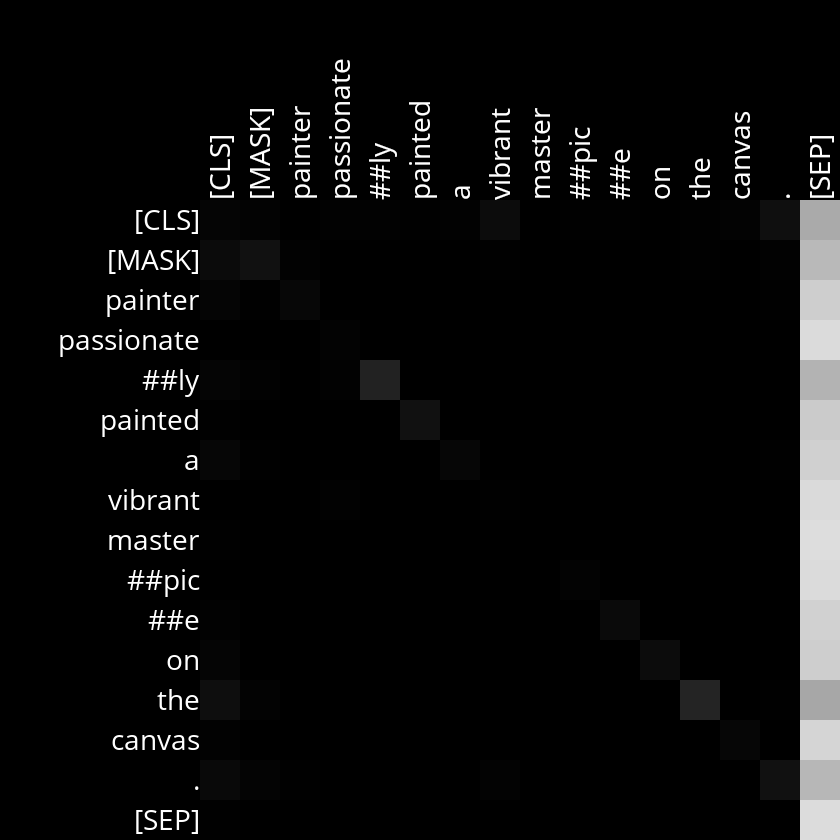 [CLS] [MASK] painter passionate ##ly painted a vibrant master ##pic ##e on the canvas . [SEP]
[CLS]
[MASK]
painter
passionate
##ly
painted
a
vibrant
master
##pic
##e
on
the
canvas
.
[SEP]